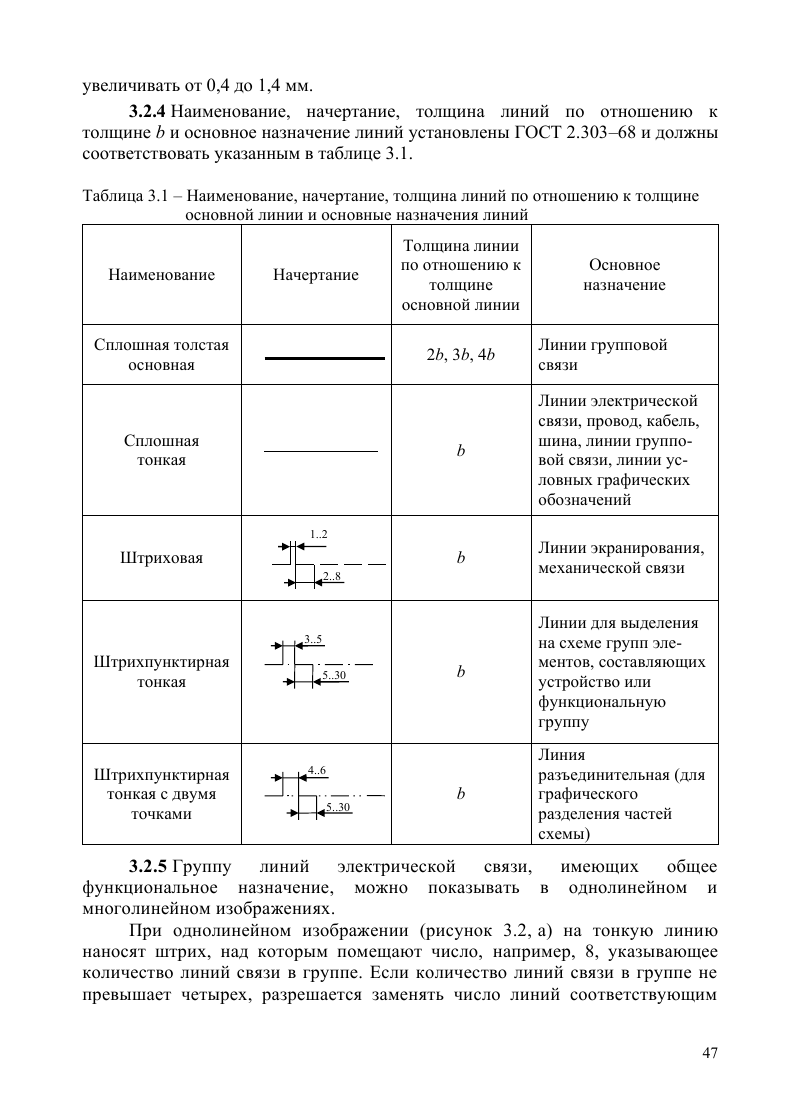 увеличивать от 0,4 до 1,4 мм.
3.2.4 Наименование, начертание, толщина линий по отношению к
толщине b и основное назначение линий установлены ГОСТ 2.303–68 и должны
соответствовать указанным в таблице 3.1.
Таблица 3.1 – Наименование, начертание, толщина линий по отношению к толщине
основной линии и основные назначения линий
Наименование
Начертание
Толщина линии
по отношению к
толщине
основной линии
Основное
назначение
Сплошная толстая
основная
2b, 3b, 4b
Линии групповой
связи
Сплошная
тонкая
b
Линии электрической
связи, провод, кабель,
шина, линии группо-
вой связи, линии ус-
ловных графических
обозначений
Штриховая
1..2
2..8
b
Линии экранирования,
механической связи
Штрихпунктирная
тонкая
3..5
5..30
b
Линии для выделения
на схеме групп эле-
ментов, составляющих
устройство или
функциональную
группу
Штрихпунктирная
тонкая с двумя
точками
4..6
5..30
b
Линия
разъединительная (для
графического
разделения частей
схемы)
3.2.5 Группу линий электрической связи, имеющих общее
функциональное назначение, можно показывать в однолинейном и
многолинейном изображениях.
При однолинейном изображении (рисунок 3.2, а) на тонкую линию
наносят штрих, над которым помещают число, например, 8, указывающее
количество линий связи в группе. Если количество линий связи в группе не
превышает четырех, разрешается заменять число линий соответствующим
47